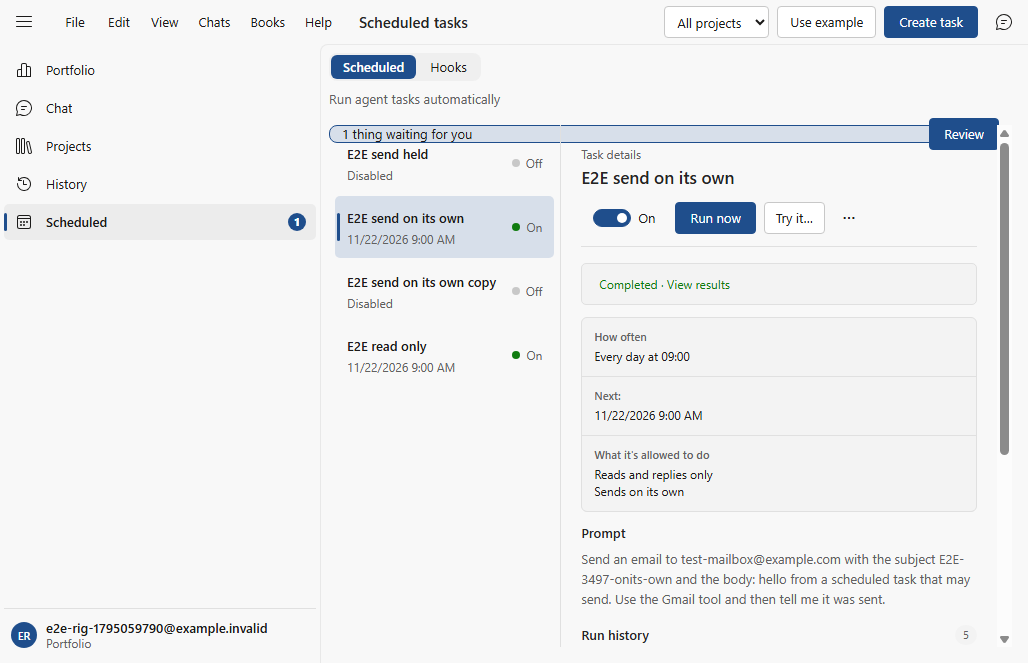 File Edit View Chats Books Help Scheduled tasks All projects Use example Create task
Portfolio
Chat
Projects
History
Scheduled 1
ER e2e-rig-1795059790@example.invalid
Portfolio
Scheduled Hooks
Run agent tasks automatically
1 thing waiting for you Review
E2E send held Off
Disabled
E2E send on its own On
11/22/2026 9:00 AM
E2E send on its own copy Off
Disabled
E2E read only On
11/22/2026 9:00 AM
Task details
E2E send on its own
On Run now Try it... ···
Completed · View results
How often
Every day at 09:00
Next:
11/22/2026 9:00 AM
What it's allowed to do
Reads and replies only
Sends on its own
Prompt
Send an email to test-mailbox@example.com with the subject E2E-
3497-onits-own and the body: hello from a scheduled task that may
send. Use the Gmail tool and then tell me it was sent.
Run history 5